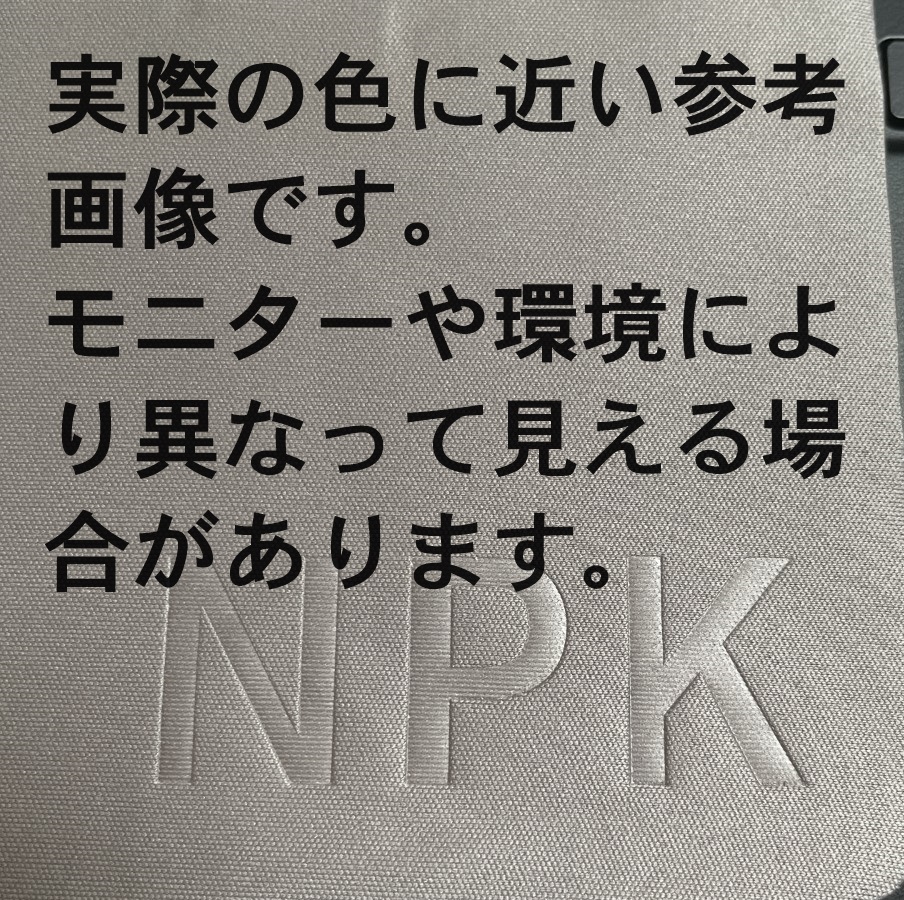 実際の色に近い参考
画像です。
モニターや環境によ
り異なって見える場
合があります。
NPK